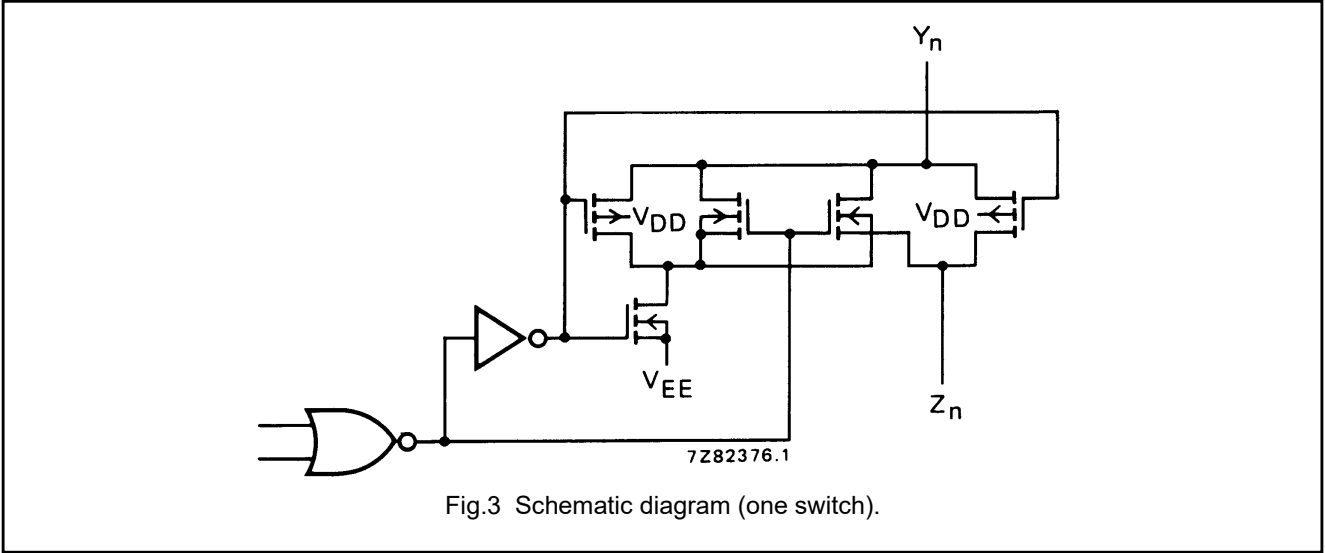 Yn
VDD
VDD
VEE
Zn
7Z82376.1
Fig.3 Schematic diagram (one switch).